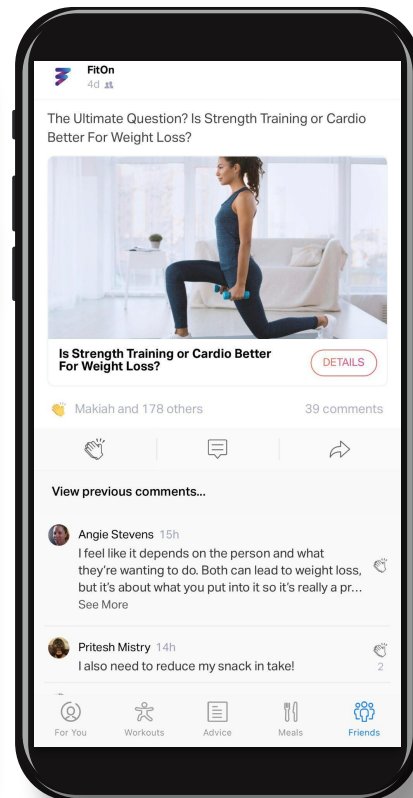 FitOn
4d
The Ultimate Question? Is Strength Training or Cardio
Better For Weight Loss?
Is Strength Training or Cardio Better
For Weight Loss?
DETAILS
Makiah and 178 others
39 comments
View previous comments...
Angie Stevens 15h
I feel like it depends on the person and what
they're wanting to do. Both can lead to weight loss,
but it's about what you put into it so it's really a pr...
See More
Pritesh Mistry 14h
I also need to reduce my snack in take!
2
For You
Workouts
Advice
Meals
Friends